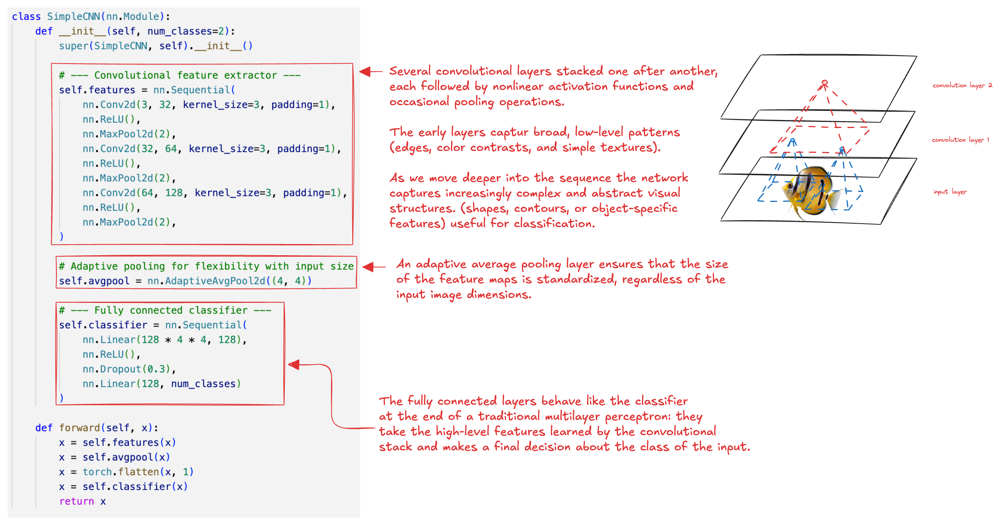 class SimpleCNN(nn.Module):
    def __init__(self, num_classes=2):
        super(SimpleCNN, self).__init__()
        # --- Convolutional feature extractor ---
        self.features = nn.Sequential(
            nn.Conv2d(3, 32, kernel_size=3, padding=1),
            nn.ReLU(),
            nn.MaxPool2d(2),
            nn.Conv2d(32, 64, kernel_size=3, padding=1),
            nn.ReLU(),
            nn.MaxPool2d(2),
            nn.Conv2d(64, 128, kernel_size=3, padding=1),
            nn.ReLU(),
            nn.MaxPool2d(2),
        )
        # Adaptive pooling for flexibility with input size
        self.avgpool = nn.AdaptiveAvgPool2d((4, 4))
        # --- Fully connected classifier ---
        self.classifier = nn.Sequential(
            nn.Linear(128 * 4 * 4, 128),
            nn.ReLU(),
            nn.Dropout(0.3),
            nn.Linear(128, num_classes)
        )
    def forward(self, x):
        x = self.features(x)
        x = self.avgpool(x)
        x = torch.flatten(x, 1)
        x = self.classifier(x)
        return x
Several convolutional layers stacked one after another,
each followed by nonlinear activation functions and
occasional pooling operations.
The early layers captur broad, low-level patterns
(edges, color contrasts, and simple textures).
As we move deeper into the sequence the network
captures increasingly complex and abstract visual
structures. (shapes, contours, or object-specific
features) useful for classification.
An adaptive average pooling layer ensures that the size
of the feature maps is standardized, regardless of the
input image dimensions.
The fully connected layers behave like the classifier
at the end of a traditional multilayer perceptron: they
take the high-level features learned by the convolutional
stack and makes a final decision about the class of the input.
convolution layer 2
convolution layer 1
input layer